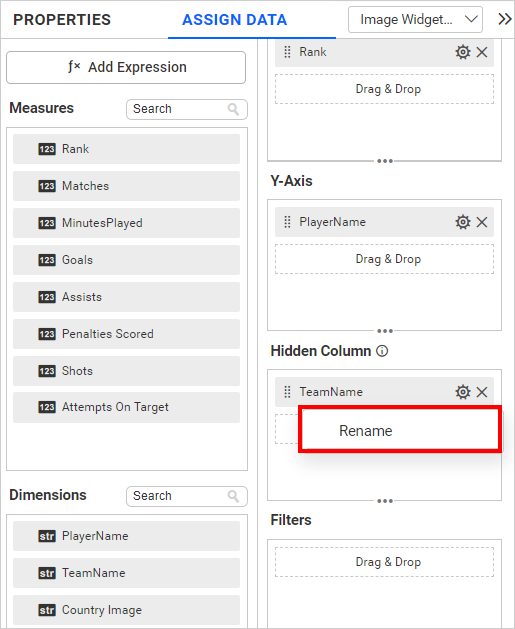 PROPERTIES
ASSIGN DATA
Image Widget...
fx Add Expression
Measures
Search
123 Rank
123 Matches
123 MinutesPlayed
123 Goals
123 Assists
123 Penalties Scored
123 Shots
123 Attempts On Target
Dimensions
Search
str PlayerName
str TeamName
str Country Image
Rank
Drag & Drop
Y-Axis
PlayerName
Drag & Drop
Hidden Column
TeamName
Rename
Filters
Drag & Drop